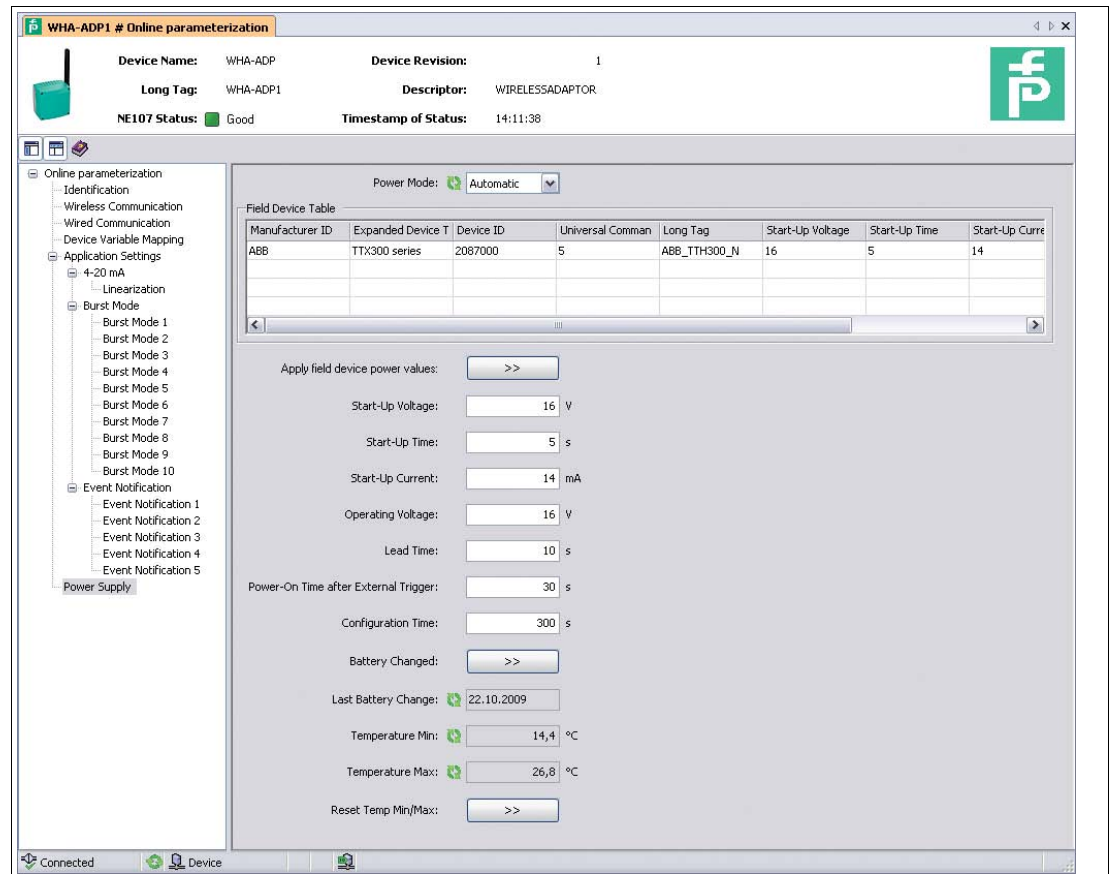 WHA-ADP1 # Online parameterization
Device Name: WHA-ADP Device Revision: 1
Long Tag: WHA-ADP1 Descriptor: WIRELESSADAPTOR
NE107 Status: Good Timestamp of Status: 14:11:38
Online parameterization
Identification
Wireless Communication
Wired Communication
Device Variable Mapping
Application Settings
4-20 mA
Linearization
Burst Mode
Burst Mode 1
Burst Mode 2
Burst Mode 3
Burst Mode 4
Burst Mode 5
Burst Mode 6
Burst Mode 7
Burst Mode 8
Burst Mode 9
Burst Mode 10
Event Notification
Event Notification 1
Event Notification 2
Event Notification 3
Event Notification 4
Event Notification 5
Power Supply
Power Mode: Automatic
Field Device Table
Manufacturer ID Expanded Device T Device ID Universal Comman Long Tag Start-Up Voltage Start-Up Time Start-Up Curre
ABB TTX300 series 2087000 5 ABB_TTH300_N 16 5 14
Apply field device power values: >>
Start-Up Voltage: 16 V
Start-Up Time: 5 s
Start-Up Current: 14 mA
Operating Voltage: 16 V
Lead Time: 10 s
Power-On Time after External Trigger: 30 s
Configuration Time: 300 s
Battery Changed: >>
Last Battery Change: 22.10.2009
Temperature Min: 14,4 °C
Temperature Max: 26,8 °C
Reset Temp Min/Max: >>
Connected Device